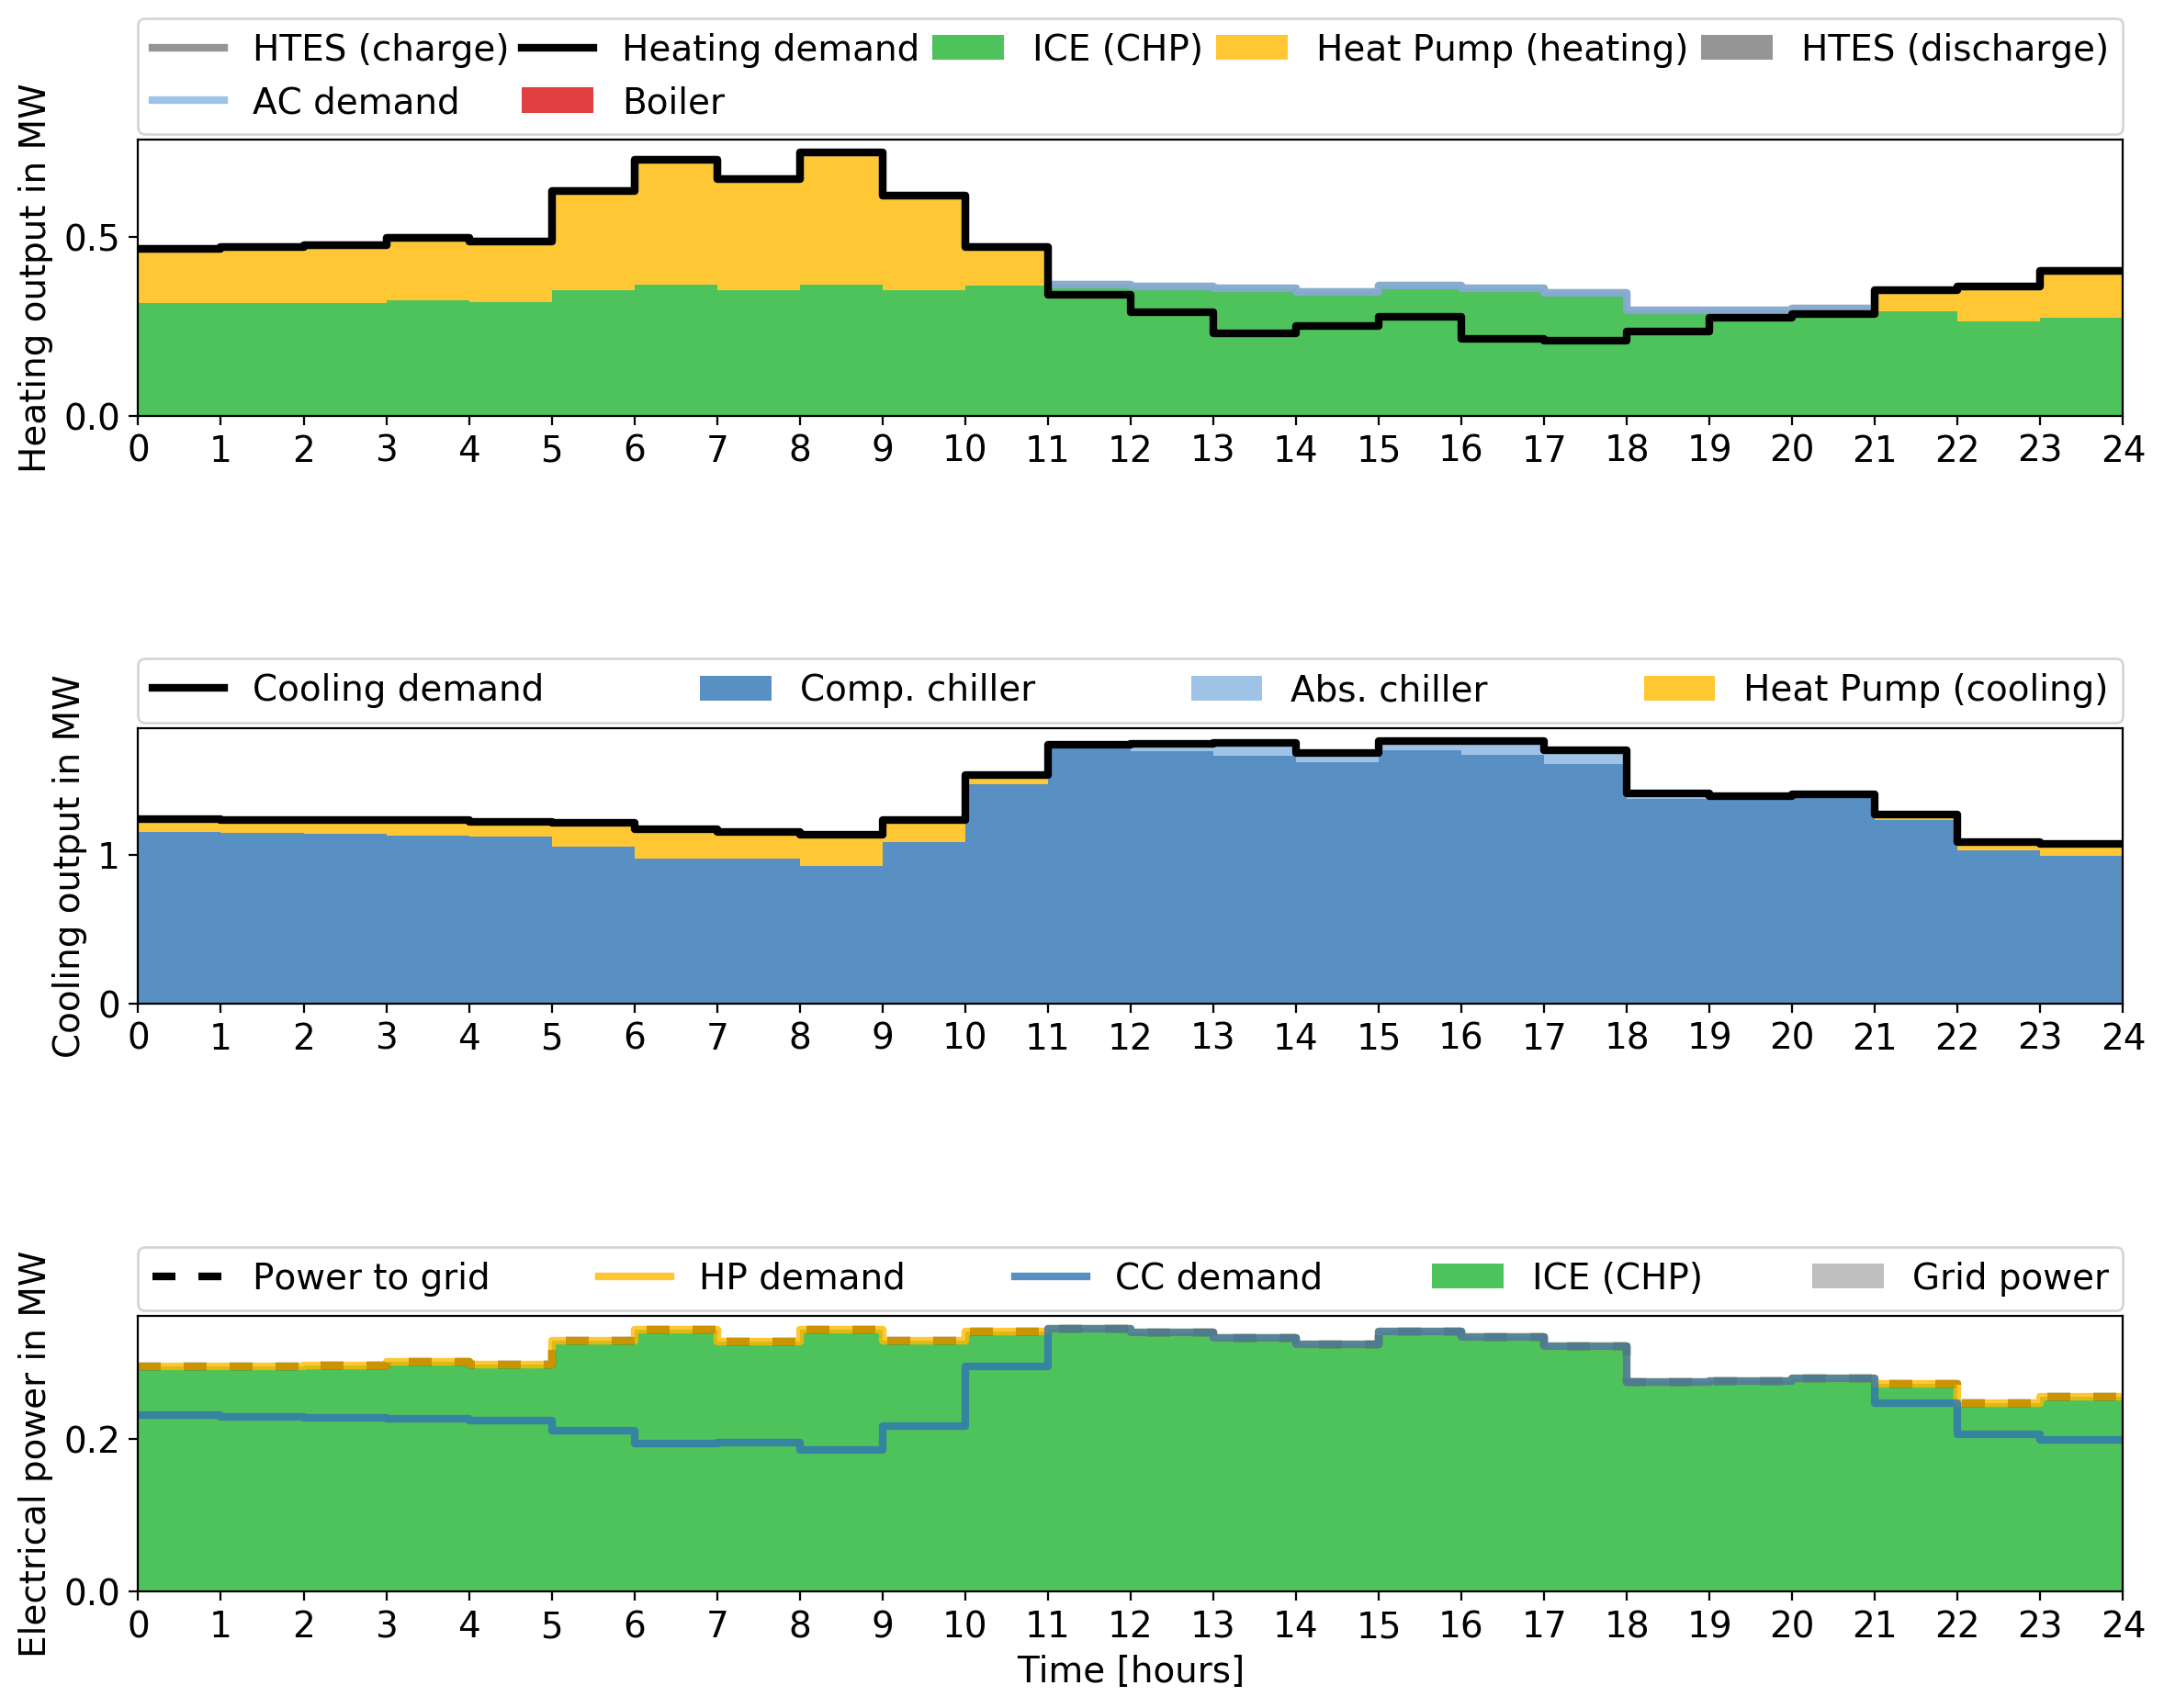 HTES (charge) Heating demand ICE (CHP) Heat Pump (heating) HTES (discharge)
AC demand Boiler
Heating output in MW
0.5
0.0
0 1 2 3 4 5 6 7 8 9 10 11 12 13 14 15 16 17 18 19 20 21 22 23 24
Cooling demand Comp. chiller Abs. chiller Heat Pump (cooling)
Cooling output in MW
1
0
0 1 2 3 4 5 6 7 8 9 10 11 12 13 14 15 16 17 18 19 20 21 22 23 24
Power to grid HP demand CC demand ICE (CHP) Grid power
Electrical power in MW
0.2
0.0
0 1 2 3 4 5 6 7 8 9 10 11 12 13 14 15 16 17 18 19 20 21 22 23 24
Time [hours]